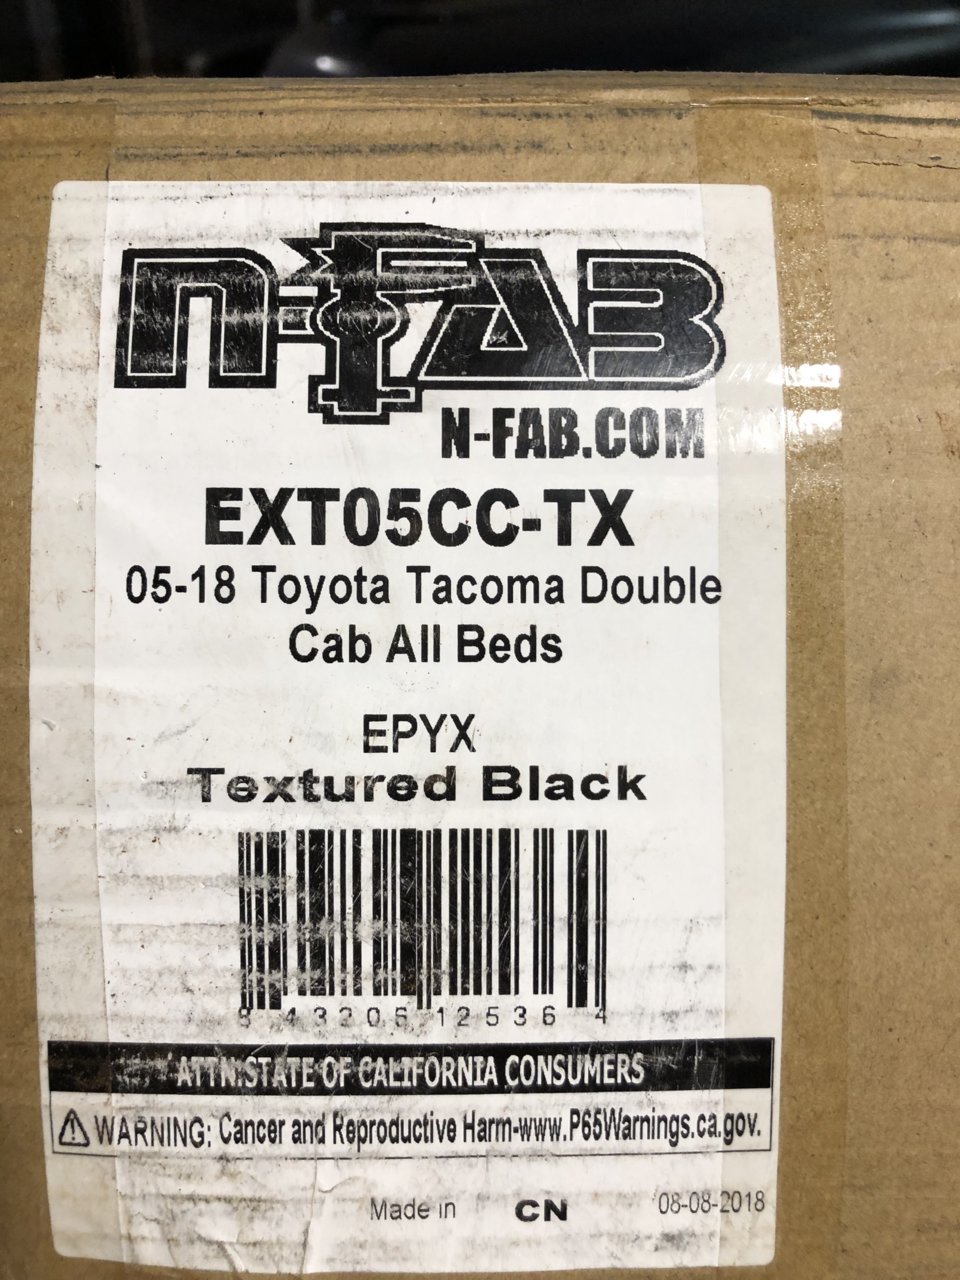 n-FAB
N-FAB.COM
EXT05CC-TX
05-18 Toyota Tacoma Double
Cab All Beds
EPYX
Textured Black
8 43206 12536 4
ATTN:STATE OF CALIFORNIA CONSUMERS
WARNING: Cancer and Reproductive Harm-www.P65Warnings.ca.gov.
Made in CN 08-08-2018